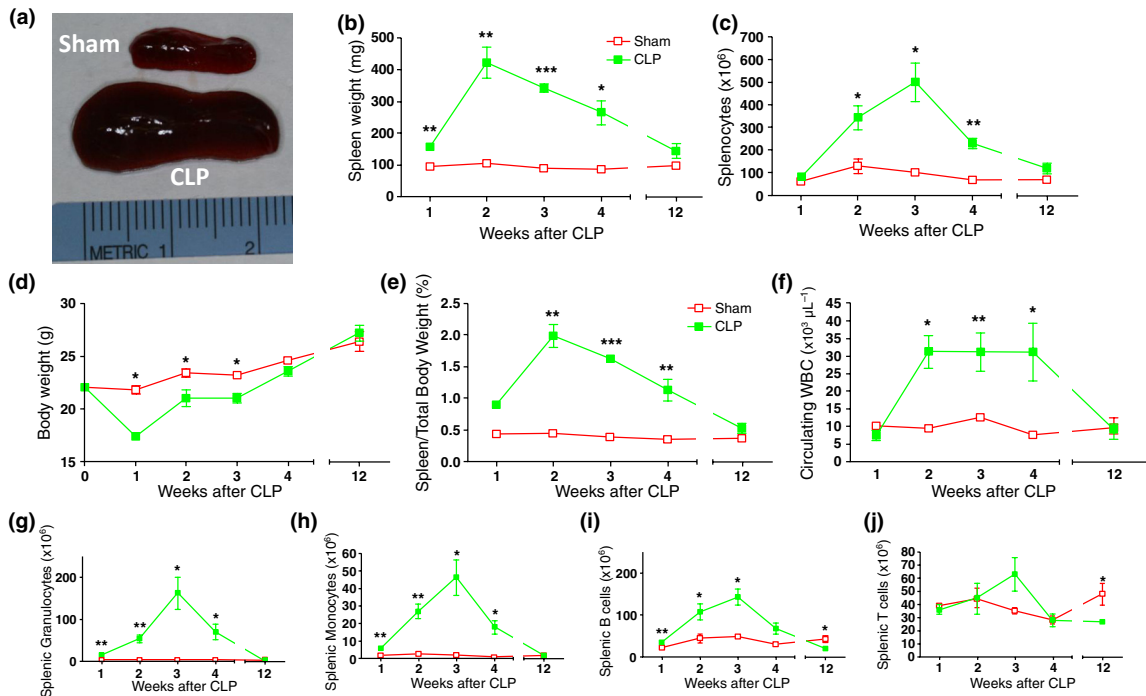 (a)
Sham
CLP
METRIC 1 2
(b)
Spleen weight (mg)
500
400
300
200
100
0
** ** *** *
Sham
CLP
1 2 3 4 12
Weeks after CLP
(c)
Splenocytes (x10⁶)
700
600
500
400
300
200
100
0
* * **
1 2 3 4 12
Weeks after CLP
(d)
Body weight (g)
30
27
23
19
15
* * *
0 1 2 3 4 12
Weeks after CLP
(e)
Spleen/Total Body Weight (%)
2.5
2.0
1.5
1.0
0.5
0.0
** *** **
Sham
CLP
1 2 3 4 12
Weeks after CLP
(f)
Circulating WBC (x10³ µL⁻¹)
45
40
35
30
25
20
15
10
5
0
* ** *
1 2 3 4 12
Weeks after CLP
(g)
Splenic Granulocytes (x10⁶)
200
100
0
** ** * *
1 2 3 4 12
Weeks after CLP
(h)
Splenic Monocytes (x10⁶)
60
50
40
30
20
10
0
** ** * *
1 2 3 4 12
Weeks after CLP
(i)
Splenic B cells (x10⁶)
200
100
0
** * * *
1 2 3 4 12
Weeks after CLP
(j)
Splenic T cells (x10⁶)
80
70
60
50
40
30
20
10
0
*
1 2 3 4 12
Weeks after CLP